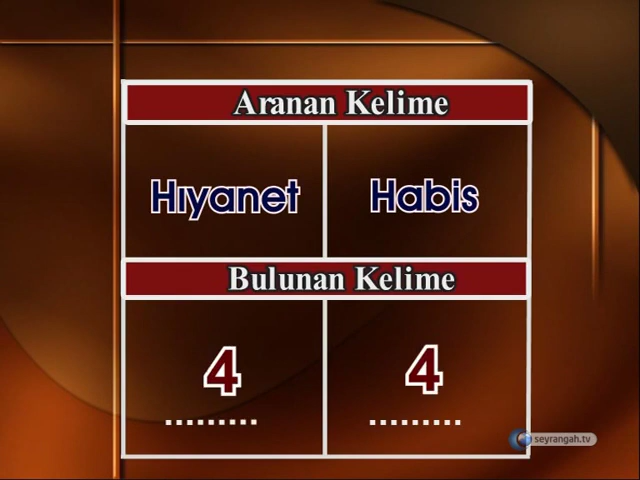 Aranan Kelime
Hıyanet Habis
Bulunan Kelime
4 4
......... .........
seyrangah.tv